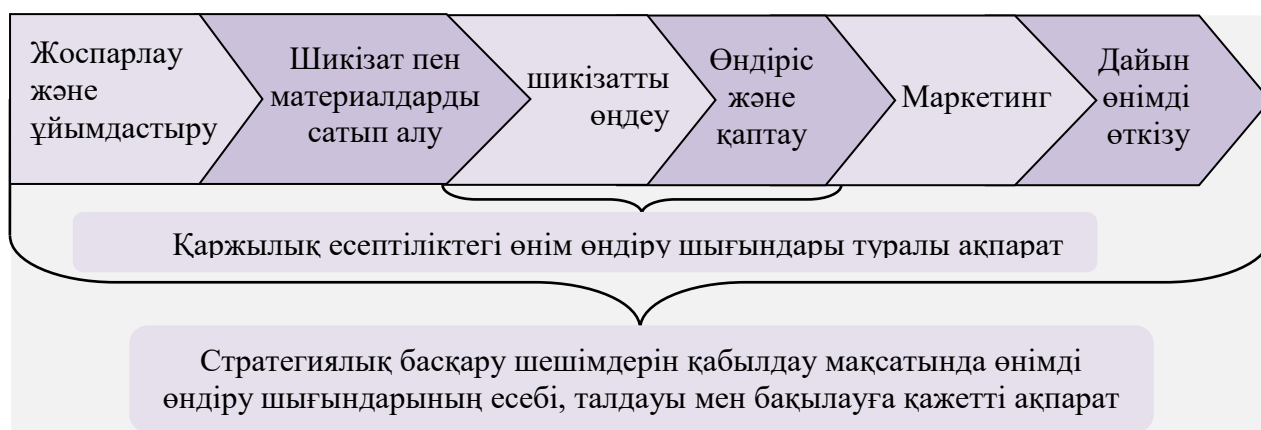 Жоспарлау
және
ұйымдастыру
Шикізат пен
материалдарды
сатып алу
шикізатты
өңдеу
Өндіріс
және
қаптау
Маркетинг
Дайын
өнімді
өткізу
Қаржылық есептіліктегі өнім өндіру шығындары туралы ақпарат
Стратегиялық басқару шешімдерін қабылдау мақсатында өнімді
өндіру шығындарының есебі, талдауы мен бақылауға қажетті ақпарат